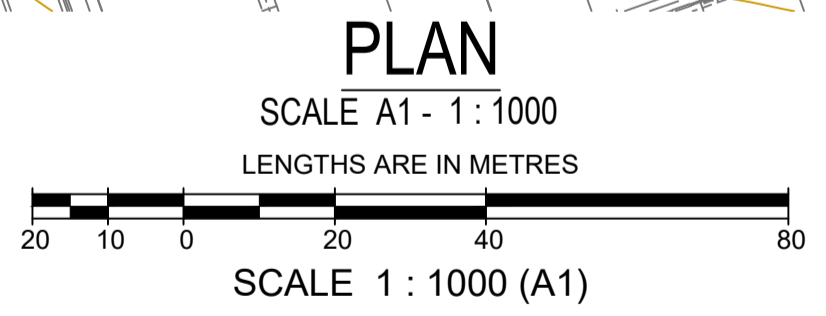 PLAN
SCALE A1 - 1 : 1000
LENGTHS ARE IN METRES
20 10 0 20 40 80
SCALE 1 : 1000 (A1)